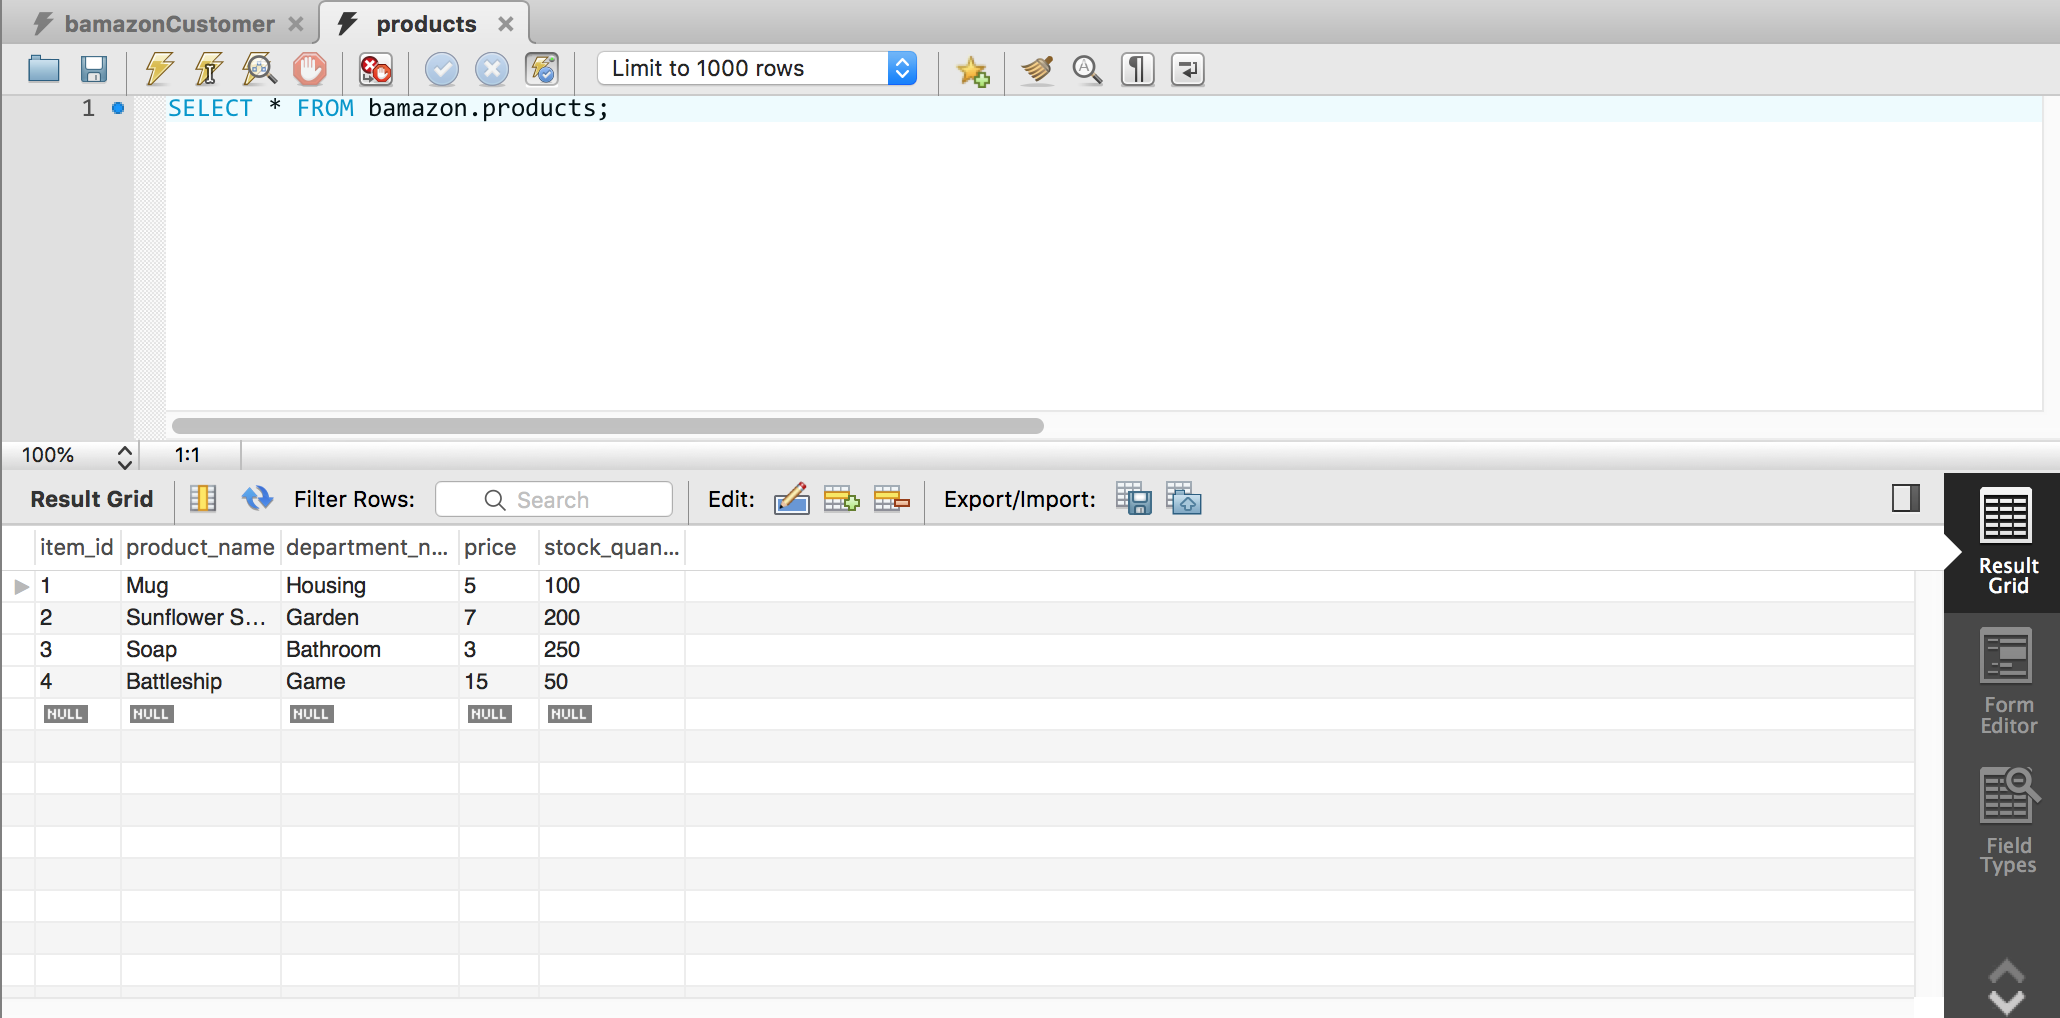 bamazonCustomer products
Limit to 1000 rows
1 SELECT * FROM bamazon.products;
100% 1:1
Result Grid Filter Rows: Search Edit: Export/Import:
item_id product_name department_n... price stock_quan...
1 Mug Housing 5 100
2 Sunflower S... Garden 7 200
3 Soap Bathroom 3 250
4 Battleship Game 15 50
NULL NULL NULL NULL NULL
Result
Grid
Form
Editor
Field
Types